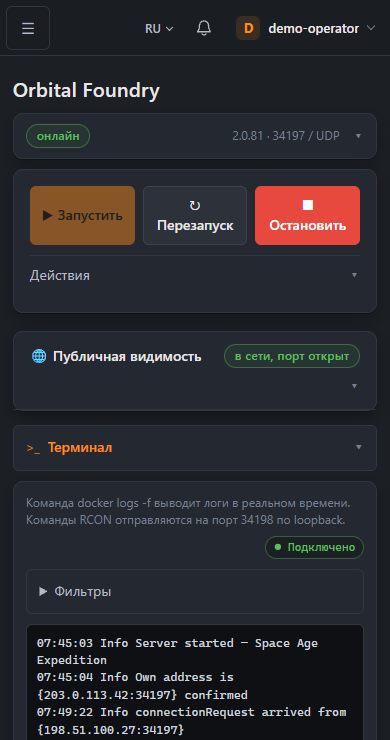 ☰ RU D demo-operator
Orbital Foundry
онлайн 2.0.81 · 34197 / UDP ▾
▶ Запустить
↻
Перезапуск
■
Остановить
Действия ▾
🌐 Публичная видимость в сети, порт открыт
▾
>_ Терминал ▾
Команда docker logs -f выводит логи в реальном времени.
Команды RCON отправляются на порт 34198 по loopback.
● Подключено
▶ Фильтры
07:45:03 Info Server started — Space Age
Expedition
07:45:04 Info Own address is
{203.0.113.42:34197} confirmed
07:49:22 Info connectionRequest arrived from
{198.51.100.27:34197}